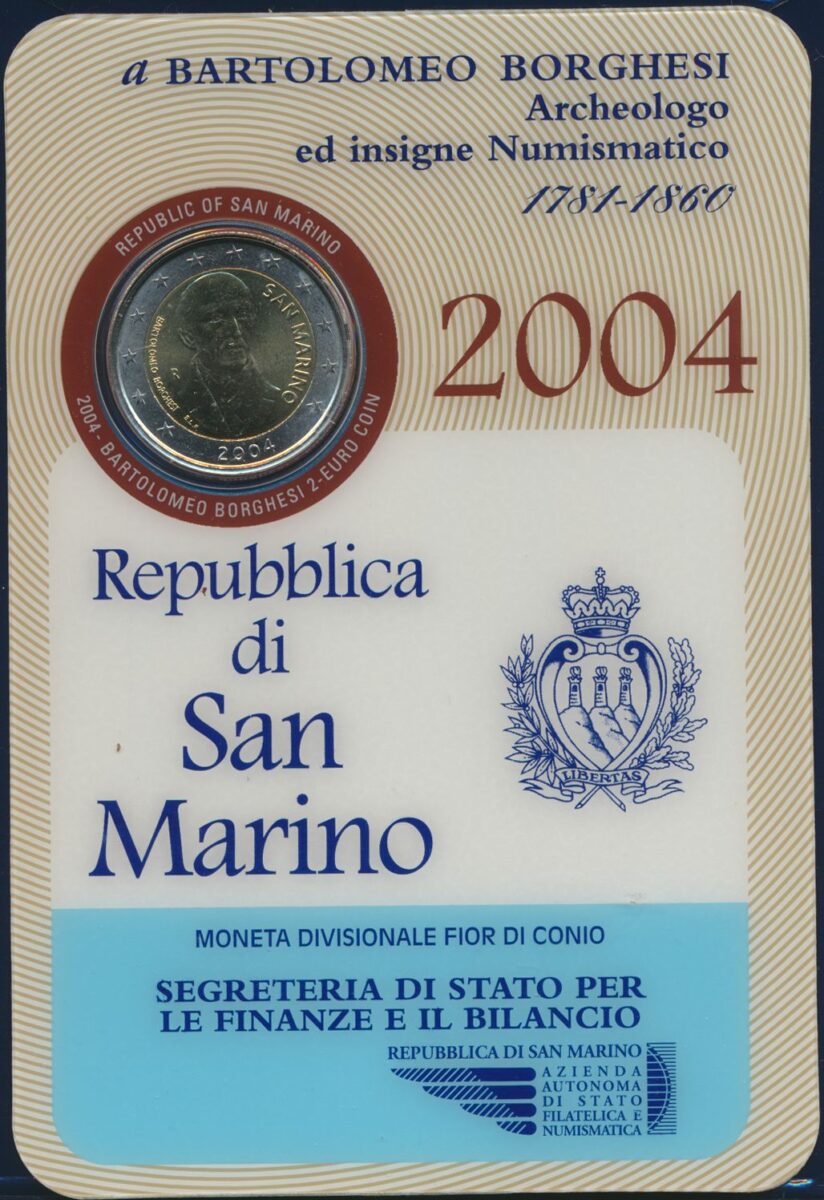 a BARTOLOMEO BORGHESI
Archeologo
ed insigne Numismatico
1781-1860
REPUBLIC OF SAN MARINO
SAN MARINO
BARTOLOMEO BORGHESI
R
E.L.F.
2004
2004 - BARTOLOMEO BORGHESI 2-EURO COIN
2004
Repubblica
di
San
Marino
LIBERTAS
MONETA DIVISIONALE FIOR DI CONIO
SEGRETERIA DI STATO PER
LE FINANZE E IL BILANCIO
REPUBBLICA DI SAN MARINO
AZIENDA
AUTONOMA
DI STATO
FILATELICA E
NUMISMATICA